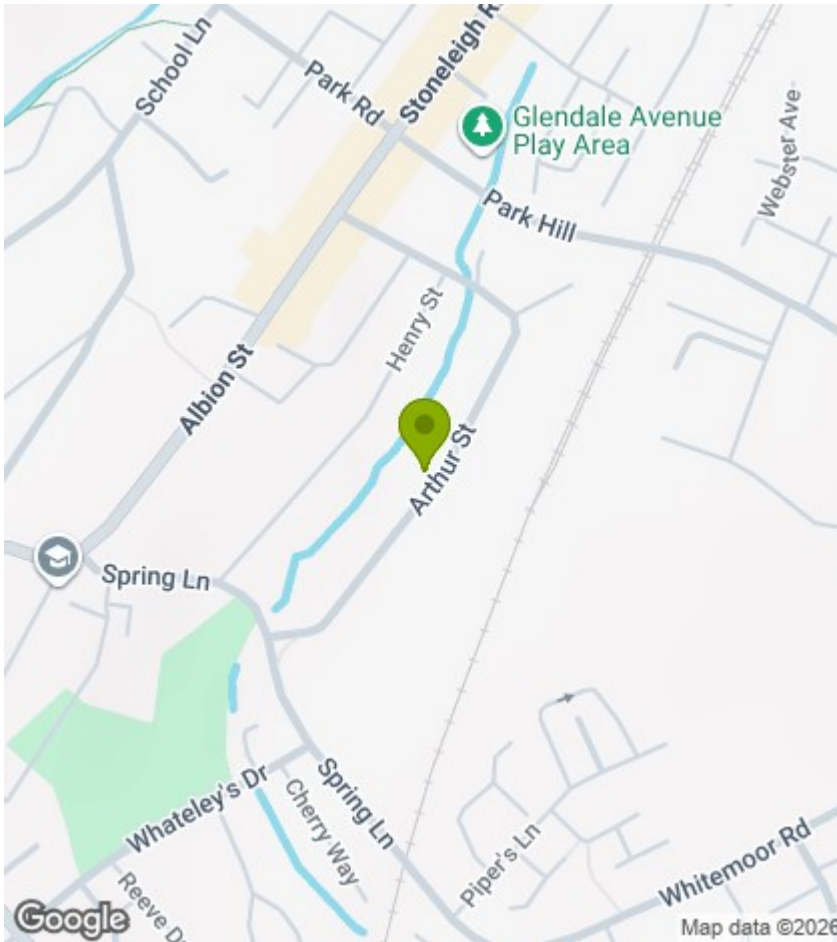 School Ln
Park Rd
Stoneleigh R
Glendale Avenue
Play Area
Webster Ave
Park Hill
Henry St
Albion St
Arthur St
Spring Ln
Whateley's Dr
Spring Ln
Cherry Way
Piper's Ln
Whitemoor Rd
Reeve D
Google
Map data ©2026